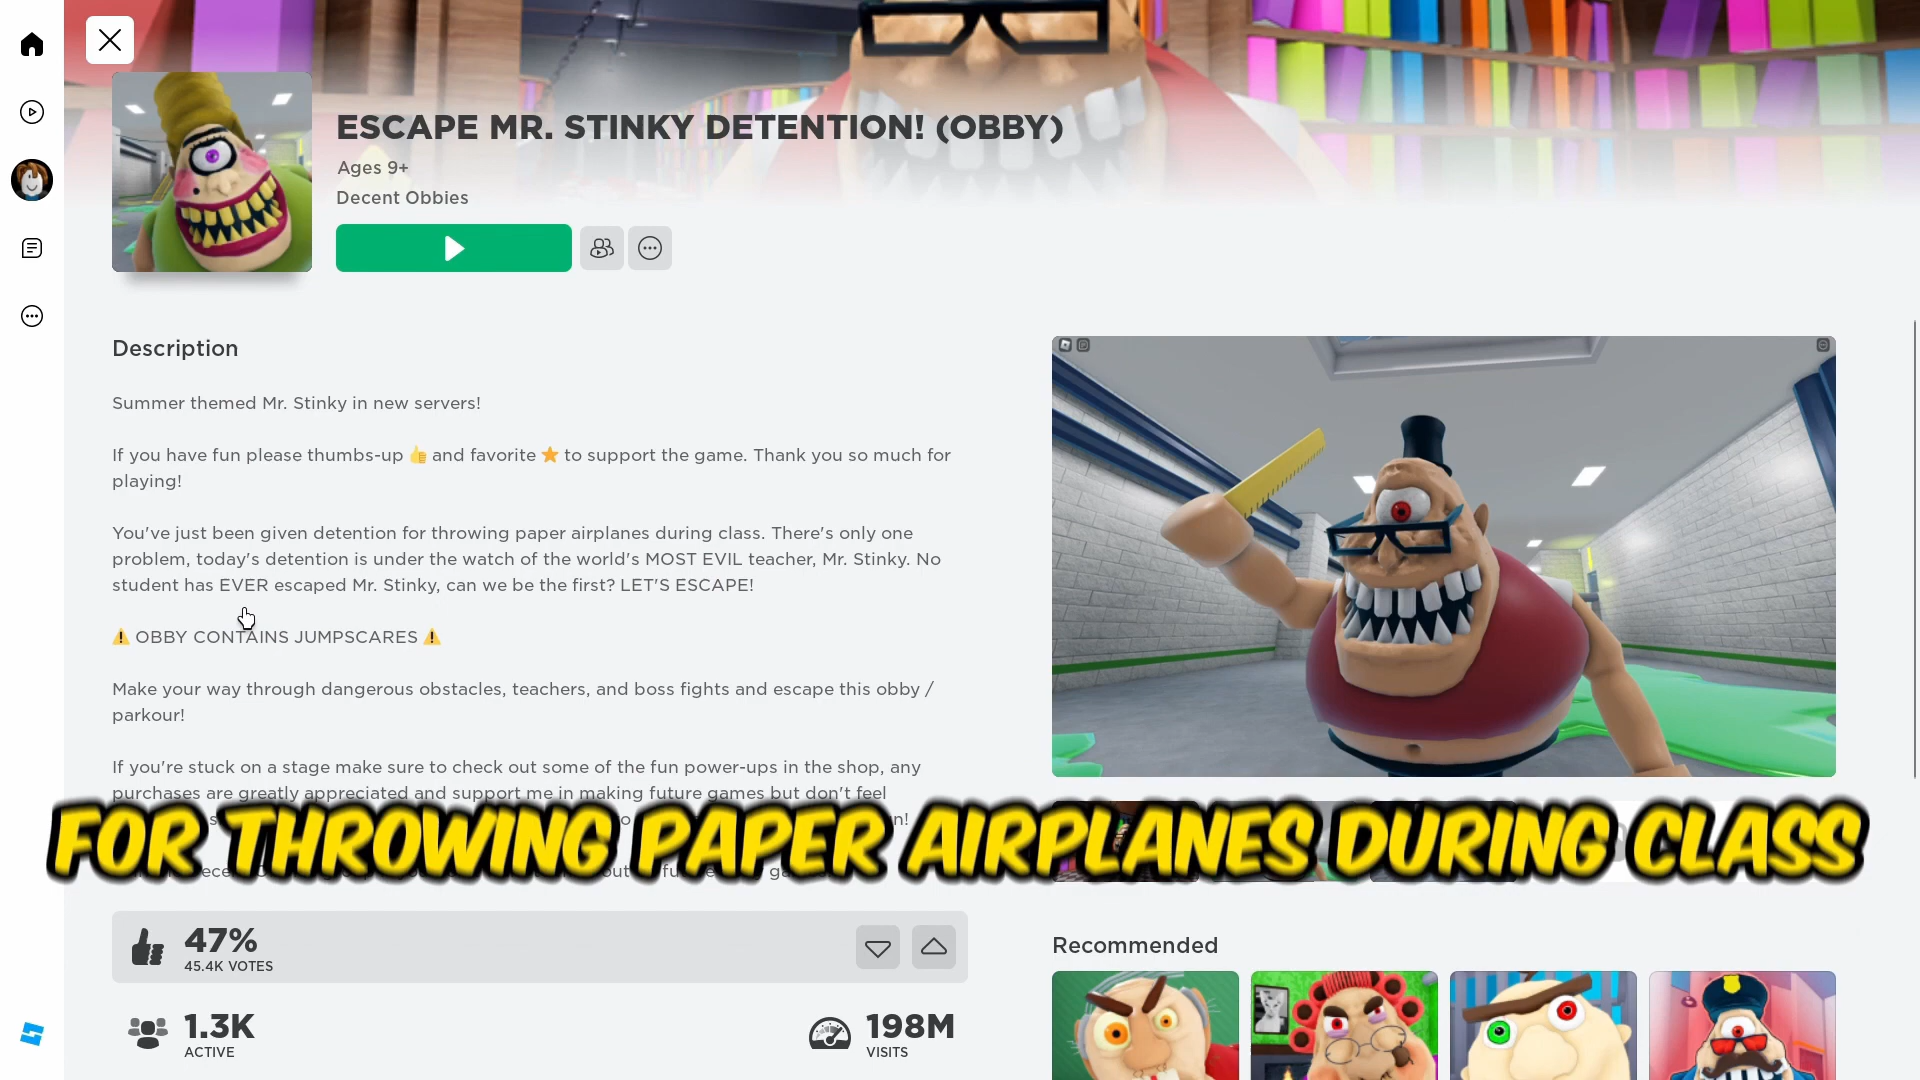 ESCAPE MR. STINKY DETENTION! (OBBY)
Ages 9+
Decent Obbies
Description
Summer themed Mr. Stinky in new servers!
If you have fun please thumbs-up 👍 and favorite ⭐ to support the game. Thank you so much for
playing!
You've just been given detention for throwing paper airplanes during class. There's only one
problem, today's detention is under the watch of the world's MOST EVIL teacher, Mr. Stinky. No
student has EVER escaped Mr. Stinky, can we be the first? LET'S ESCAPE!
⚠️ OBBY CONTAINS JUMPSCARES ⚠️
Make your way through dangerous obstacles, teachers, and boss fights and escape this obby /
parkour!
If you're stuck on a stage make sure to check out some of the fun power-ups in the shop, any
purchases are greatly appreciated and support me in making future games but don't feel
FOR THROWING PAPER AIRPLANES DURING CLASS
47%
45.4K VOTES
1.3K
ACTIVE
198M
VISITS
Recommended